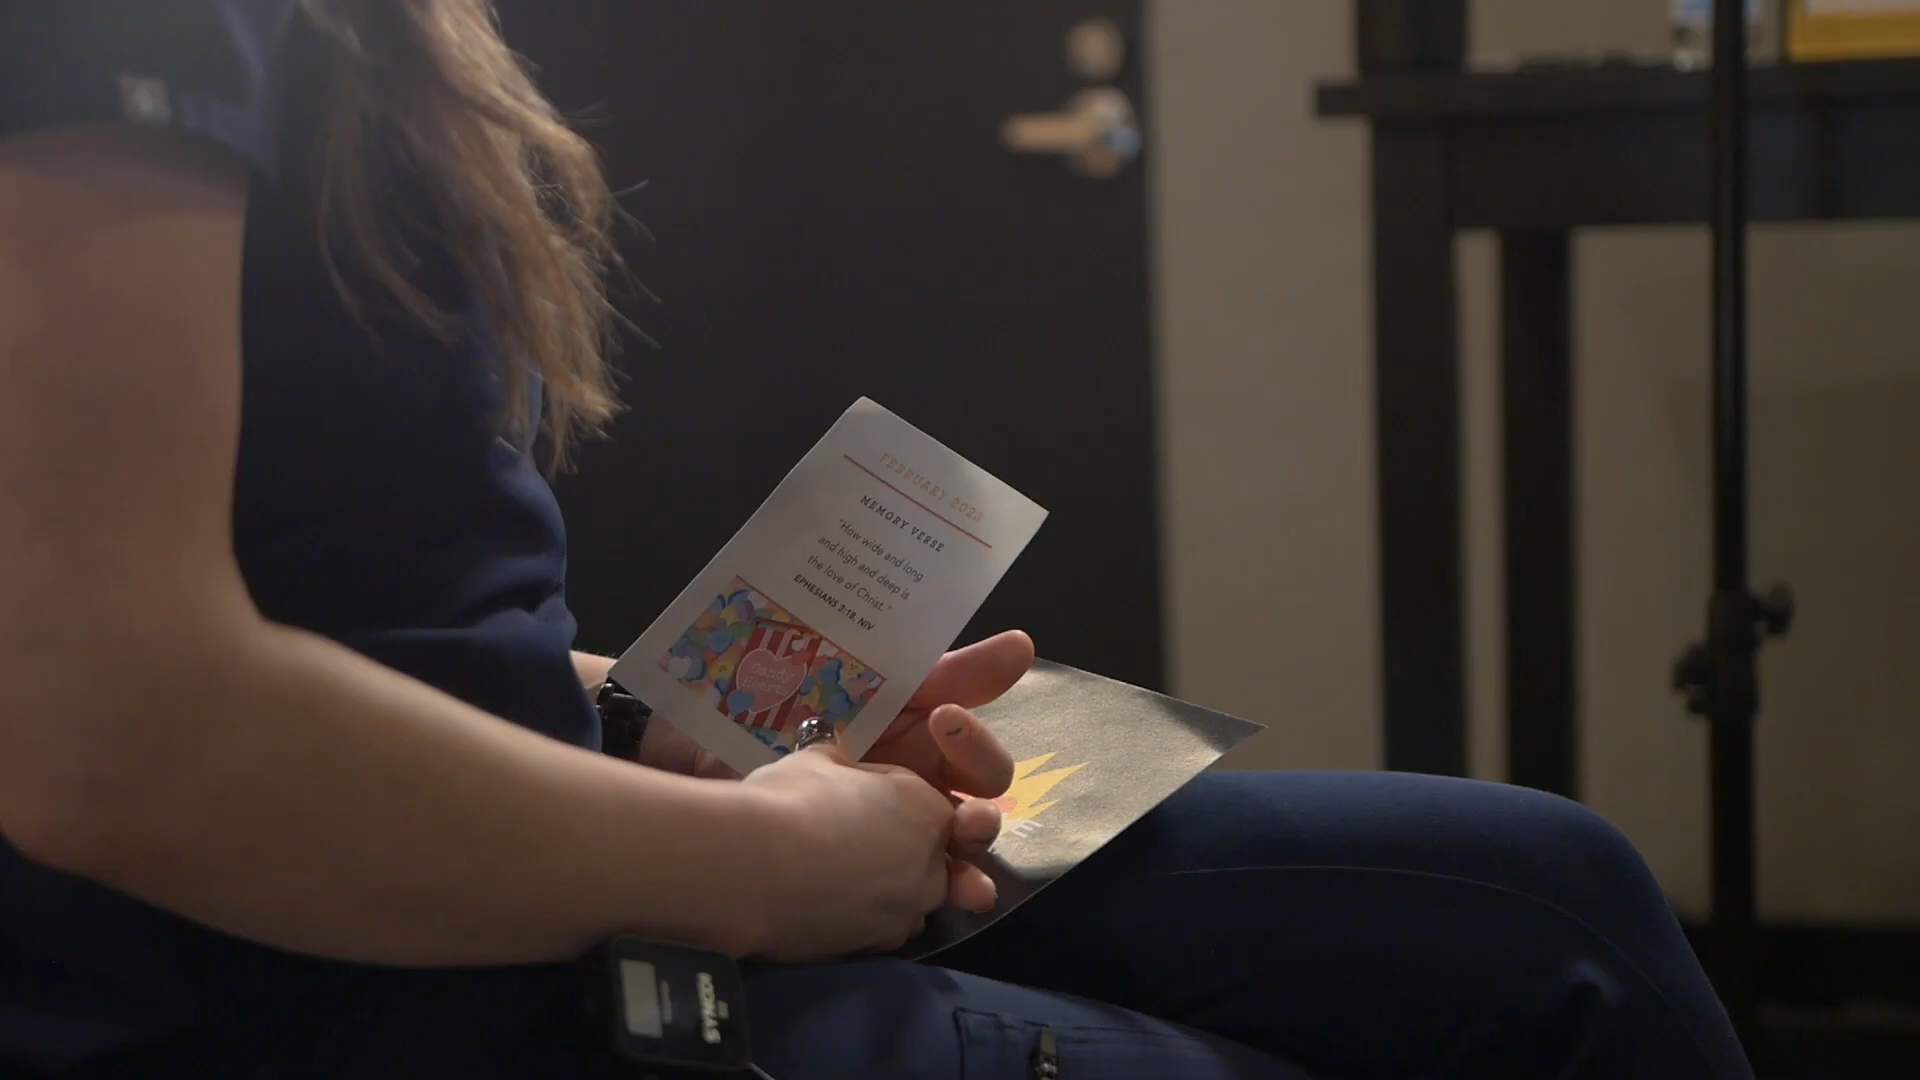 FEBRUARY 2023
MEMORY VERSE
"How wide and long
and high and deep is
the love of Christ."
EPHESIANS 3:18, NIV
Candy
Hearts
SYNCO